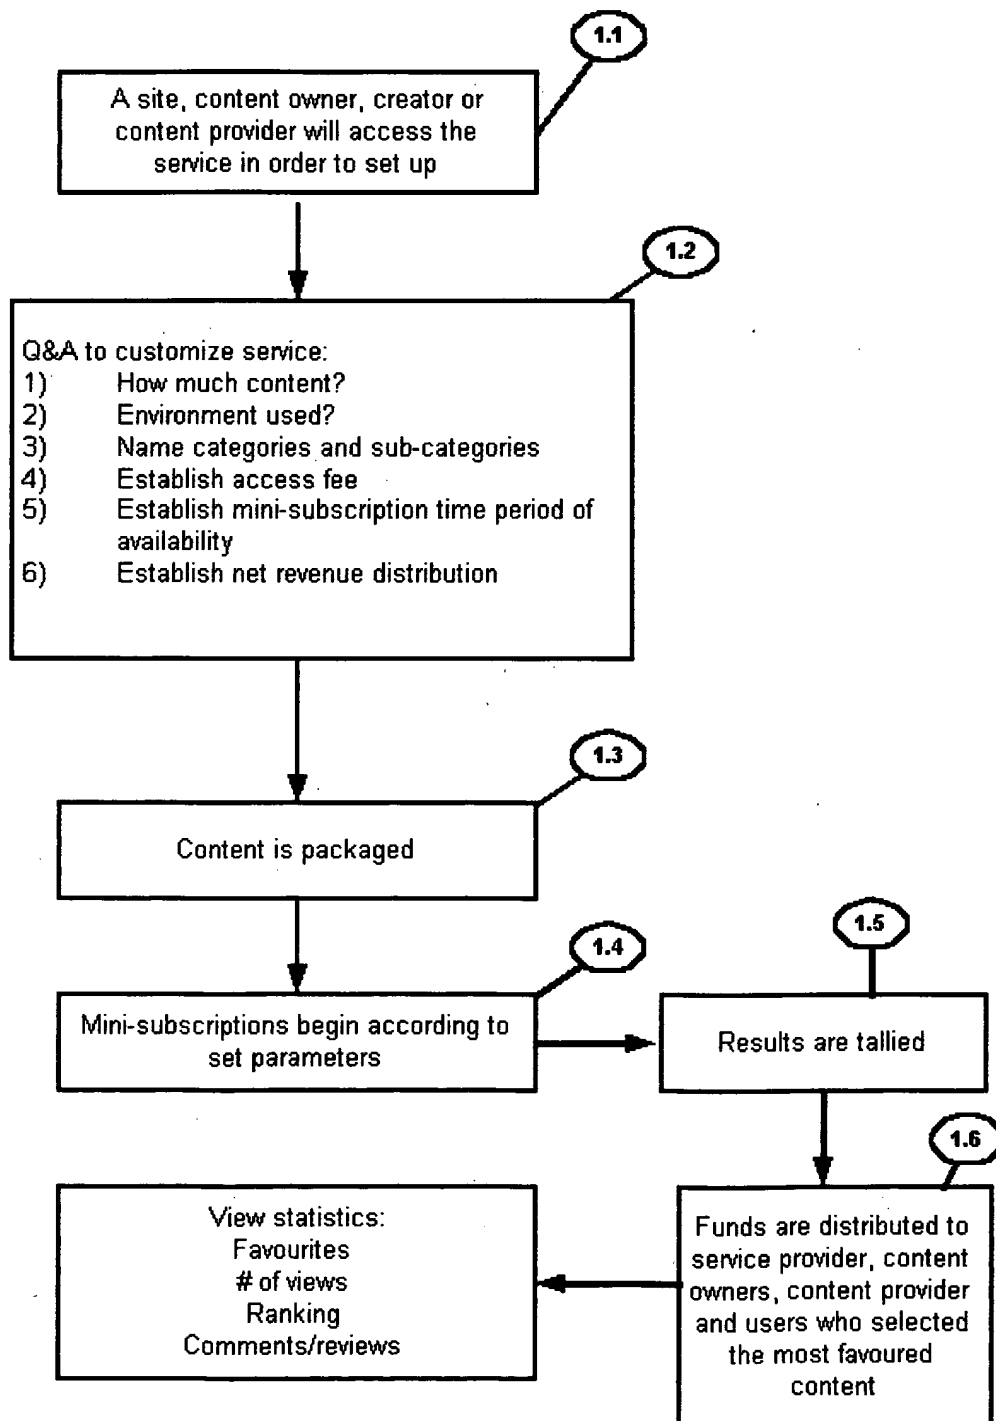 1.1
A site, content owner, creator or
content provider will access the
service in order to set up
1.2
Q&A to customize service:
1) How much content?
2) Environment used?
3) Name categories and sub-categories
4) Establish access fee
5) Establish mini-subscription time period of
availability
6) Establish net revenue distribution
1.3
Content is packaged
1.4
Mini-subscriptions begin according to
set parameters
1.5
Results are tallied
1.6
Funds are distributed to
service provider, content
owners, content provider
and users who selected
the most favoured
content
View statistics:
Favourites
# of views
Ranking
Comments/reviews